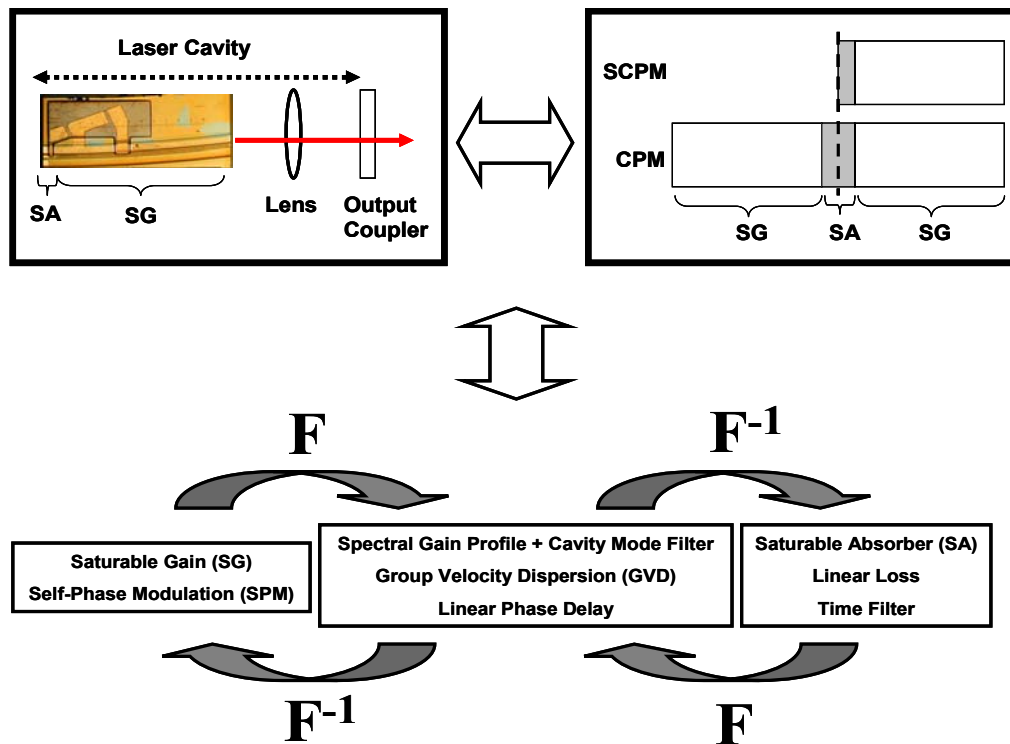 Laser Cavity
SA
SG
Lens
Output
Coupler
SCPM
CPM
SG
SA
SG
F
F-1
Saturable Gain (SG)
Self-Phase Modulation (SPM)
Spectral Gain Profile + Cavity Mode Filter
Group Velocity Dispersion (GVD)
Linear Phase Delay
Saturable Absorber (SA)
Linear Loss
Time Filter
F-1
F